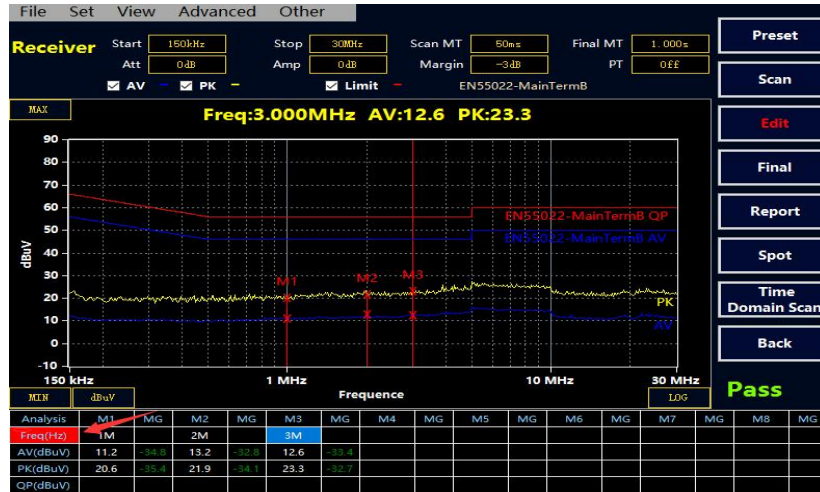 File Set View Advanced Other
Receiver Start 150kHz Stop 30MHz Scan MT 50ms Final MT 1.000s
Att 0dB Amp 0dB Margin -3dB PT Off
AV PK Limit EN55022-MainTermB
MAX Freq:3.000MHz AV:12.6 PK:23.3
90
80
70
60
EN55022-MainTermB QP
50
EN55022-MainTermB AV
40
dBuV
30
M1 M2 M3
20
PK
10
AV
0
-10
150 kHz 1 MHz 10 MHz 30 MHz
MIN dBuV Frequence LOG
Analysis M1 MG M2 MG M3 MG M4 MG M5 MG M6 MG M7 MG M8 MG
Freq(Hz) 1M 2M 3M
AV(dBuV) 11.2 -34.8 13.2 -32.8 12.6 -33.4
PK(dBuV) 20.6 -35.4 21.9 -34.1 23.3 -32.7
QP(dBuV)
Preset
Scan
Edit
Final
Report
Spot
Time
Domain Scan
Back
Pass